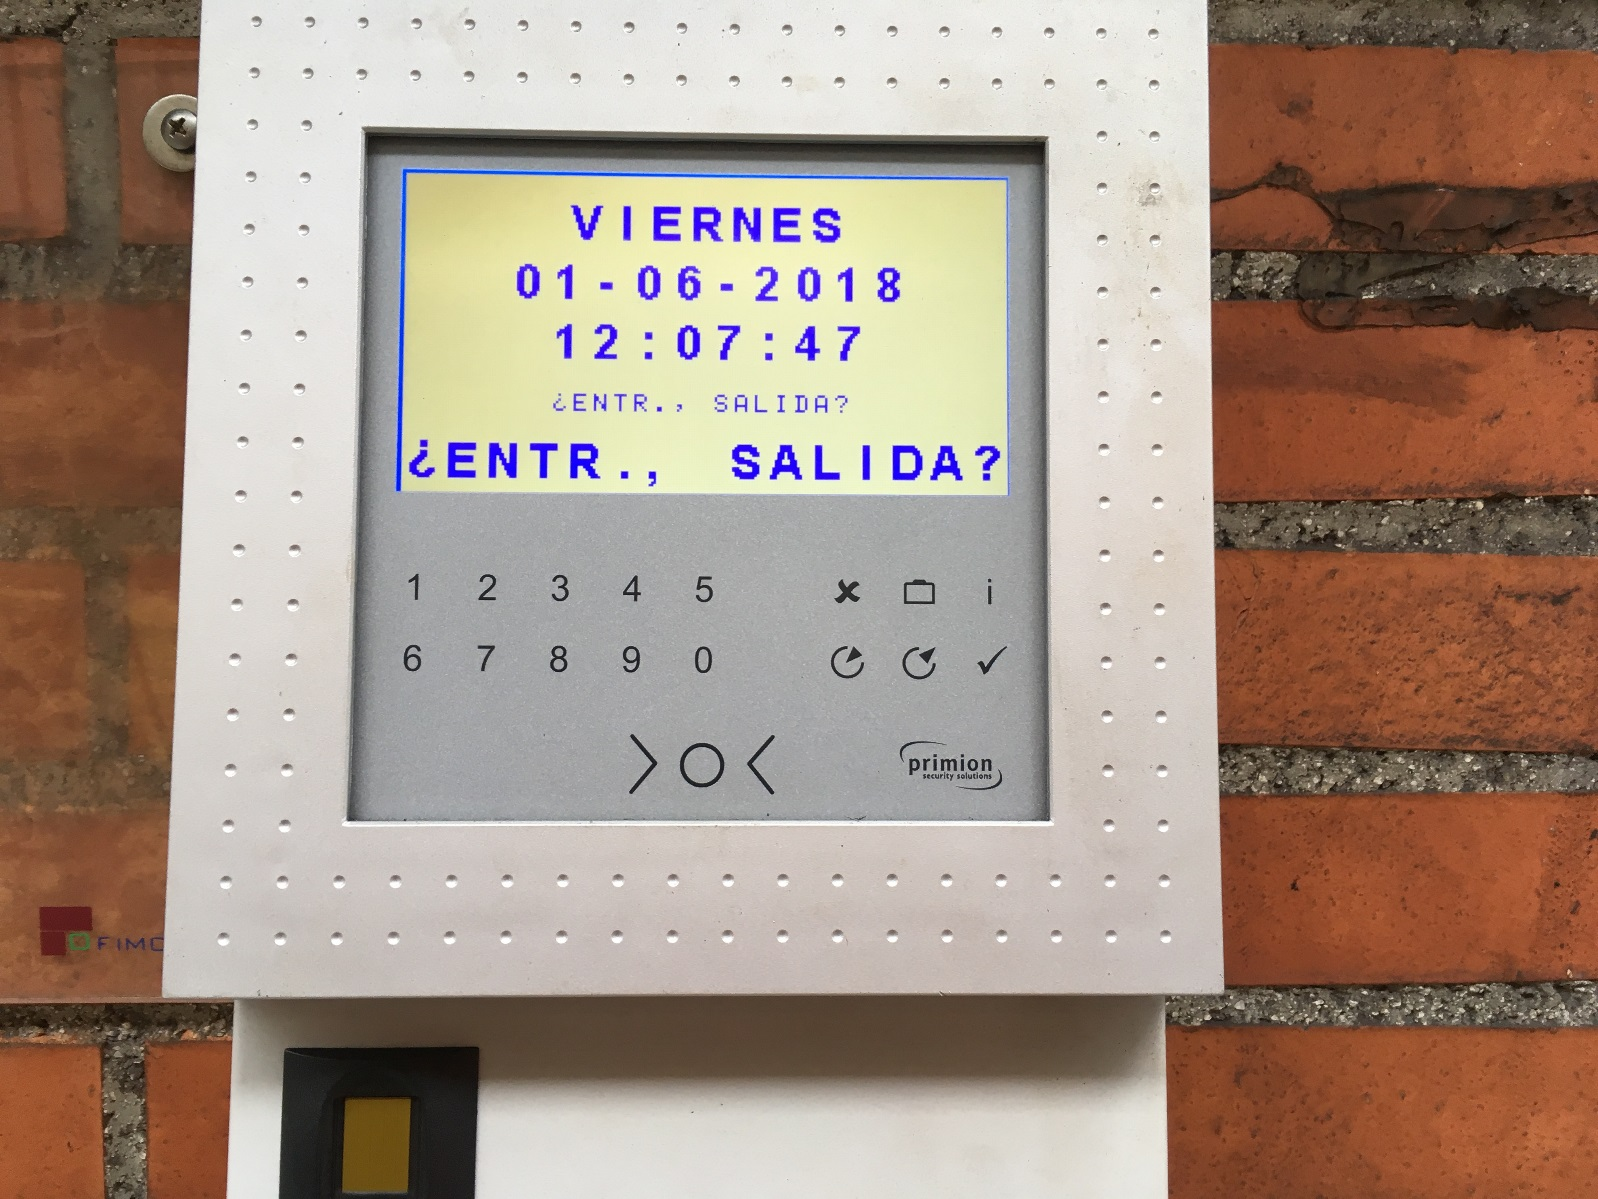 VIERNES
01-06-2018
12:07:47
¿ENTR., SALIDA?
¿ENTR., SALIDA?
1 2 3 4 5 i
6 7 8 9 0
primion
security solutions